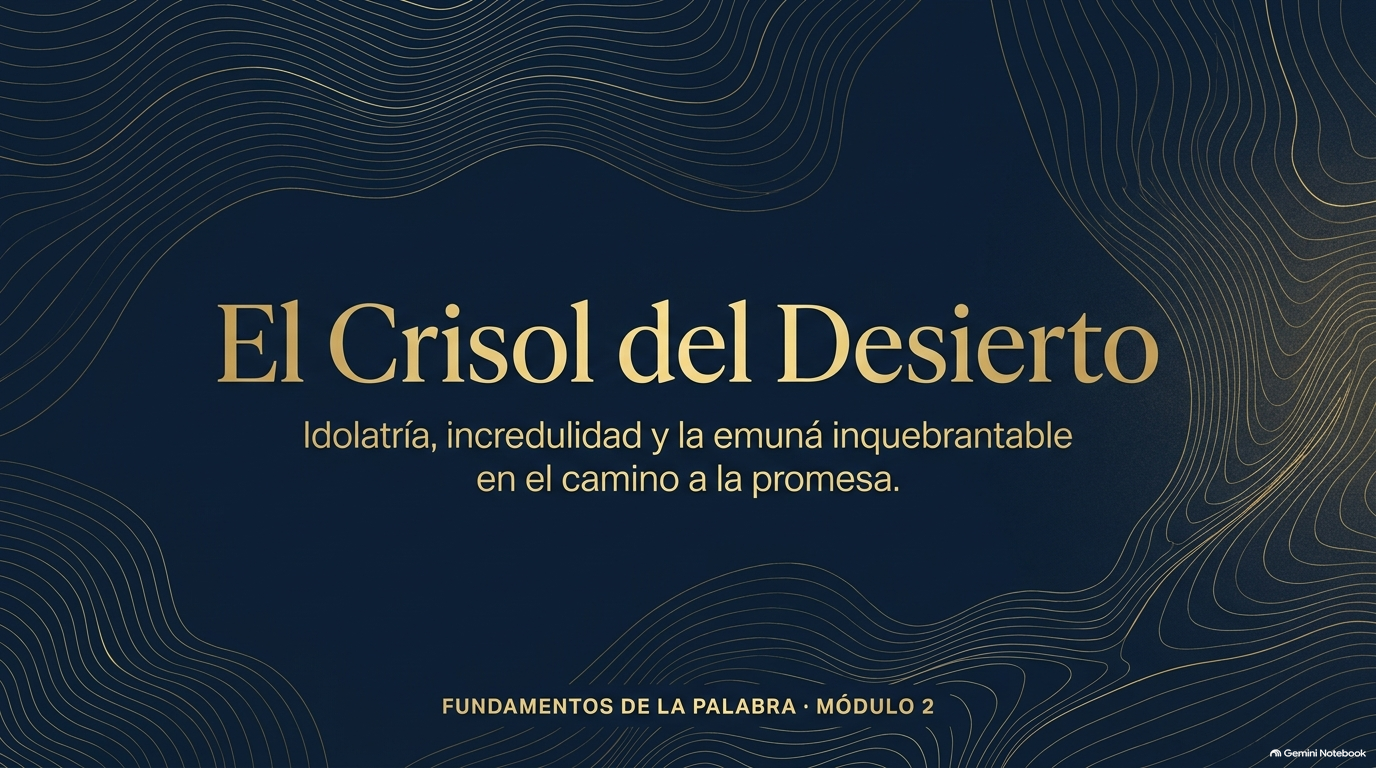 El Crisol del Desierto
Idolatría, incredulidad y la emuná inquebrantable
en el camino a la promesa.
FUNDAMENTOS DE LA PALABRA · MÓDULO 2
Gemini Notebook